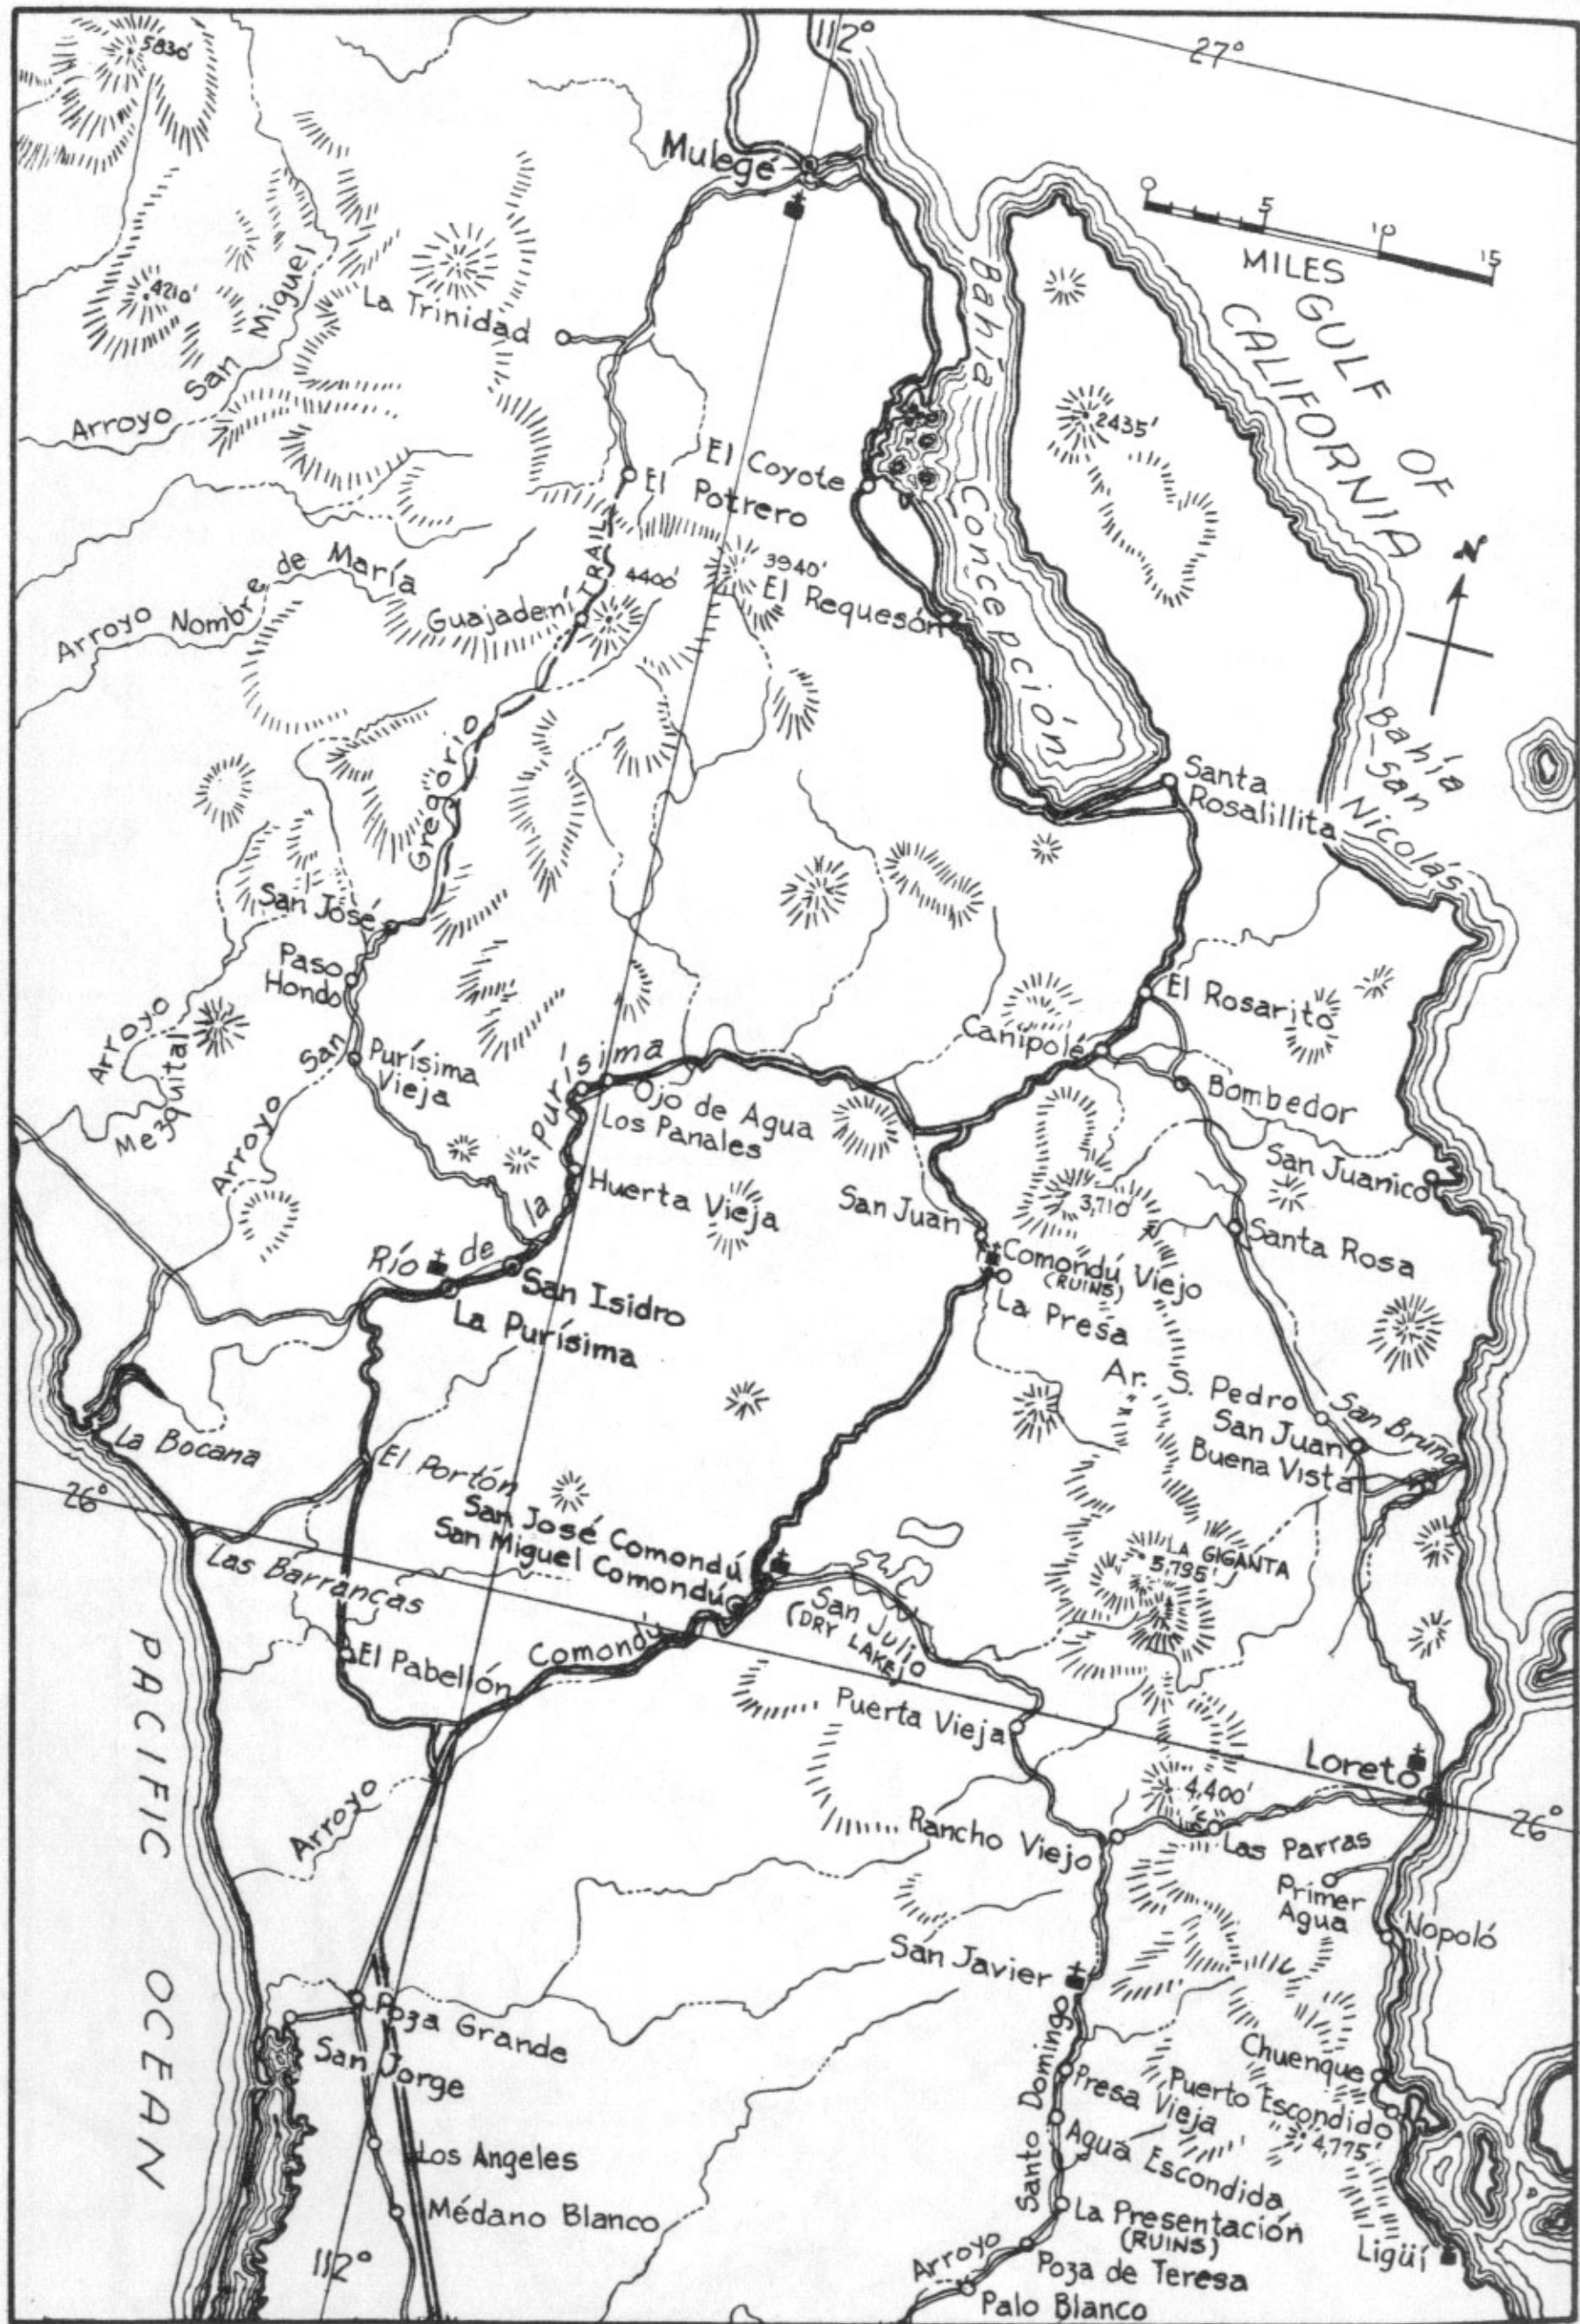 5830'
112°
27°
Mulegé
0
5
10
15
MILES
GULF
OF
CALIFORNIA
4210'
Arroyo San Miguel
La Trinidad
Bahía
Concepción
2435'
El Coyote
El Potrero
TRAIL
4400'
3940'
El Requesón
Guajademí
Arroyo Nombre de María
N
Bahía
San
Nicolás
Santa
Rosalillita
Gregorio
San José
Paso
Hondo
Arroyo
Mezquital
San
Arroyo
Purísima
Vieja
El Rosarito
Canipolé
Bombedor
Río de la Purísima
Ojo de Agua
Los Panales
Huerta Vieja
San Juanico
San Juan
3,710'
Santa Rosa
Comondú Viejo
(RUINS)
La Presa
San Isidro
La Purísima
Ar. S. Pedro
San Juan
San Bruno
Buena Vista
La Bocana
26°
El Portón
San José Comondú
San Miguel Comondú
LA GIGANTA
5,795'
Las Barrancas
San Julio
(DRY LAKE)
El Pabellón
Comondú
Arroyo
Puerta Vieja
Loreto
4,400'
26°
Rancho Viejo
Las Parras
Primer
Agua
Nopoló
PACIFIC
OCEAN
San Javier
Poza Grande
San Jorge
Chuenque
Puerto Escondido
4,775'
Presa Vieja
Agua Escondida
Santo Domingo
Los Angeles
Médano Blanco
La Presentación
(RUINS)
Ligüí
112°
Arroyo
Poza de Teresa
Palo Blanco